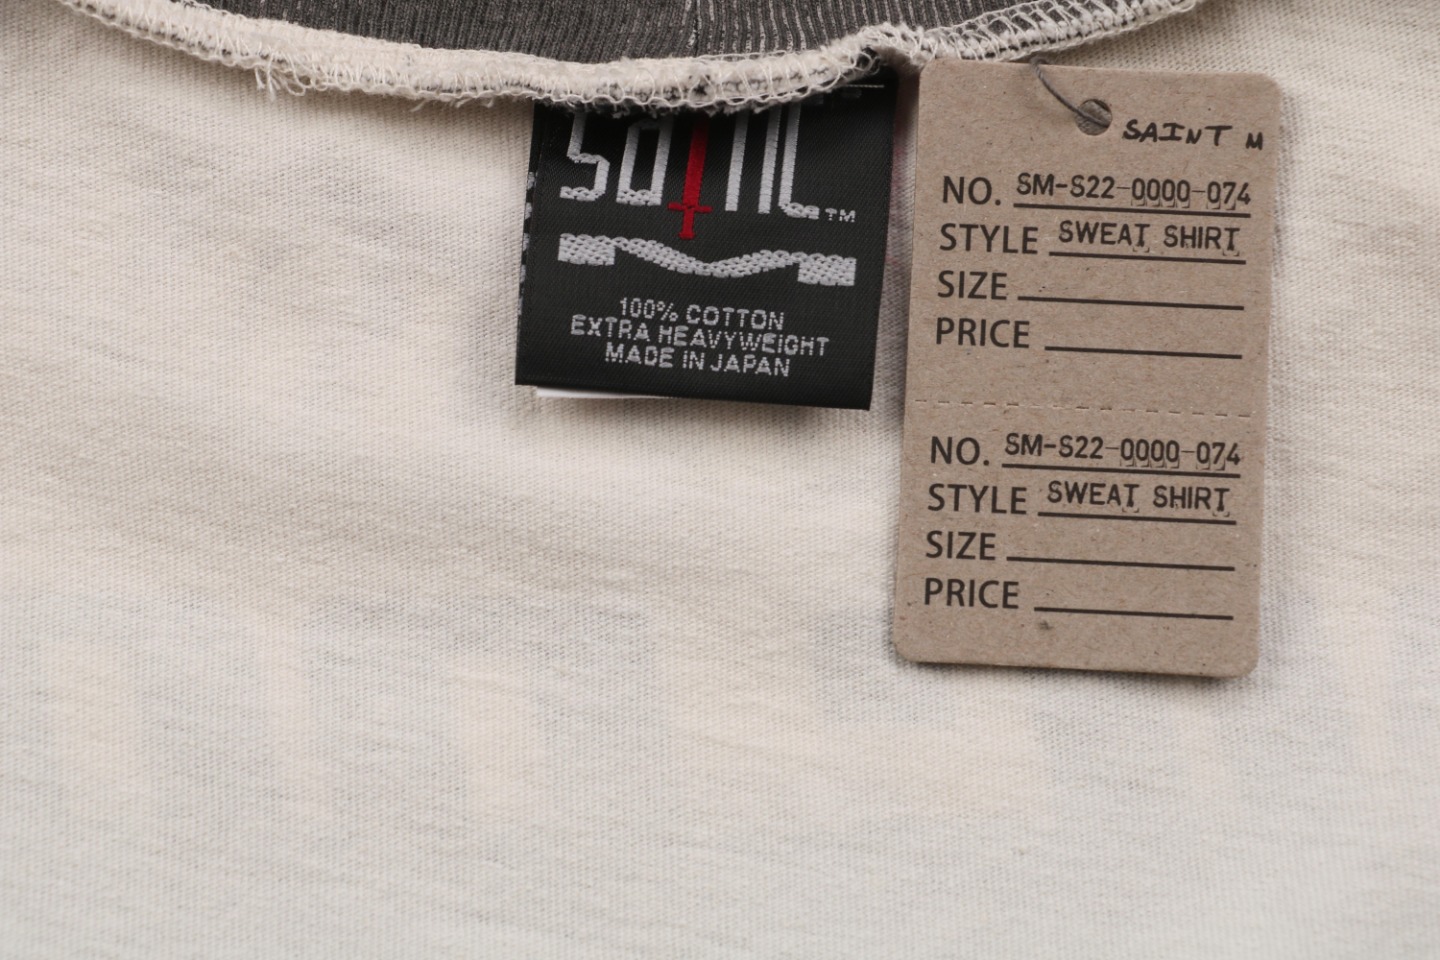 SAINT M
NO. SM-S22-0000-074
STYLE SWEAT SHIRT
SIZE
PRICE
NO. SM-S22-0000-074
STYLE SWEAT SHIRT
SIZE
PRICE
TM
100% COTTON
EXTRA HEAVYWEIGHT
MADE IN JAPAN